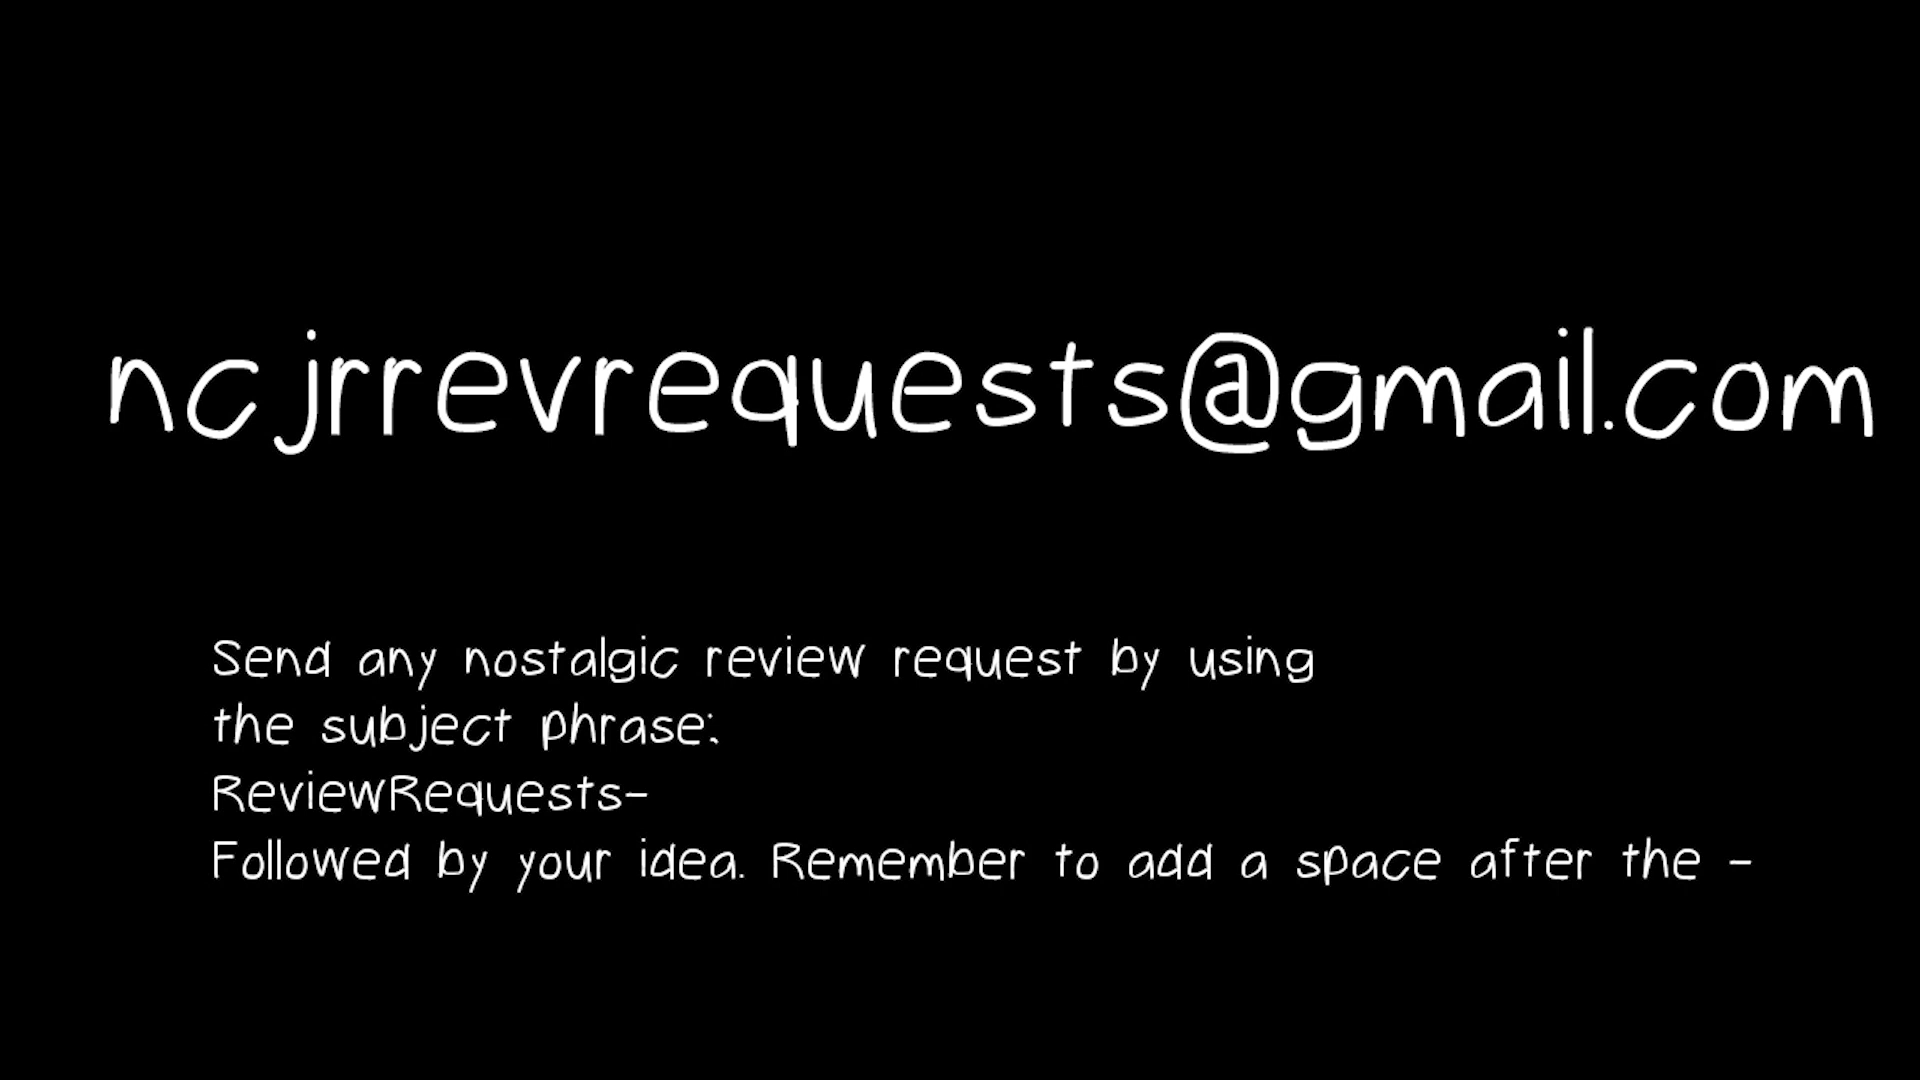 ncjrrevrequests@gmail.com
Send any nostalgic review request by using
the subject phrase:
ReviewRequests-
Followed by your idea. Remember to add a space after the -